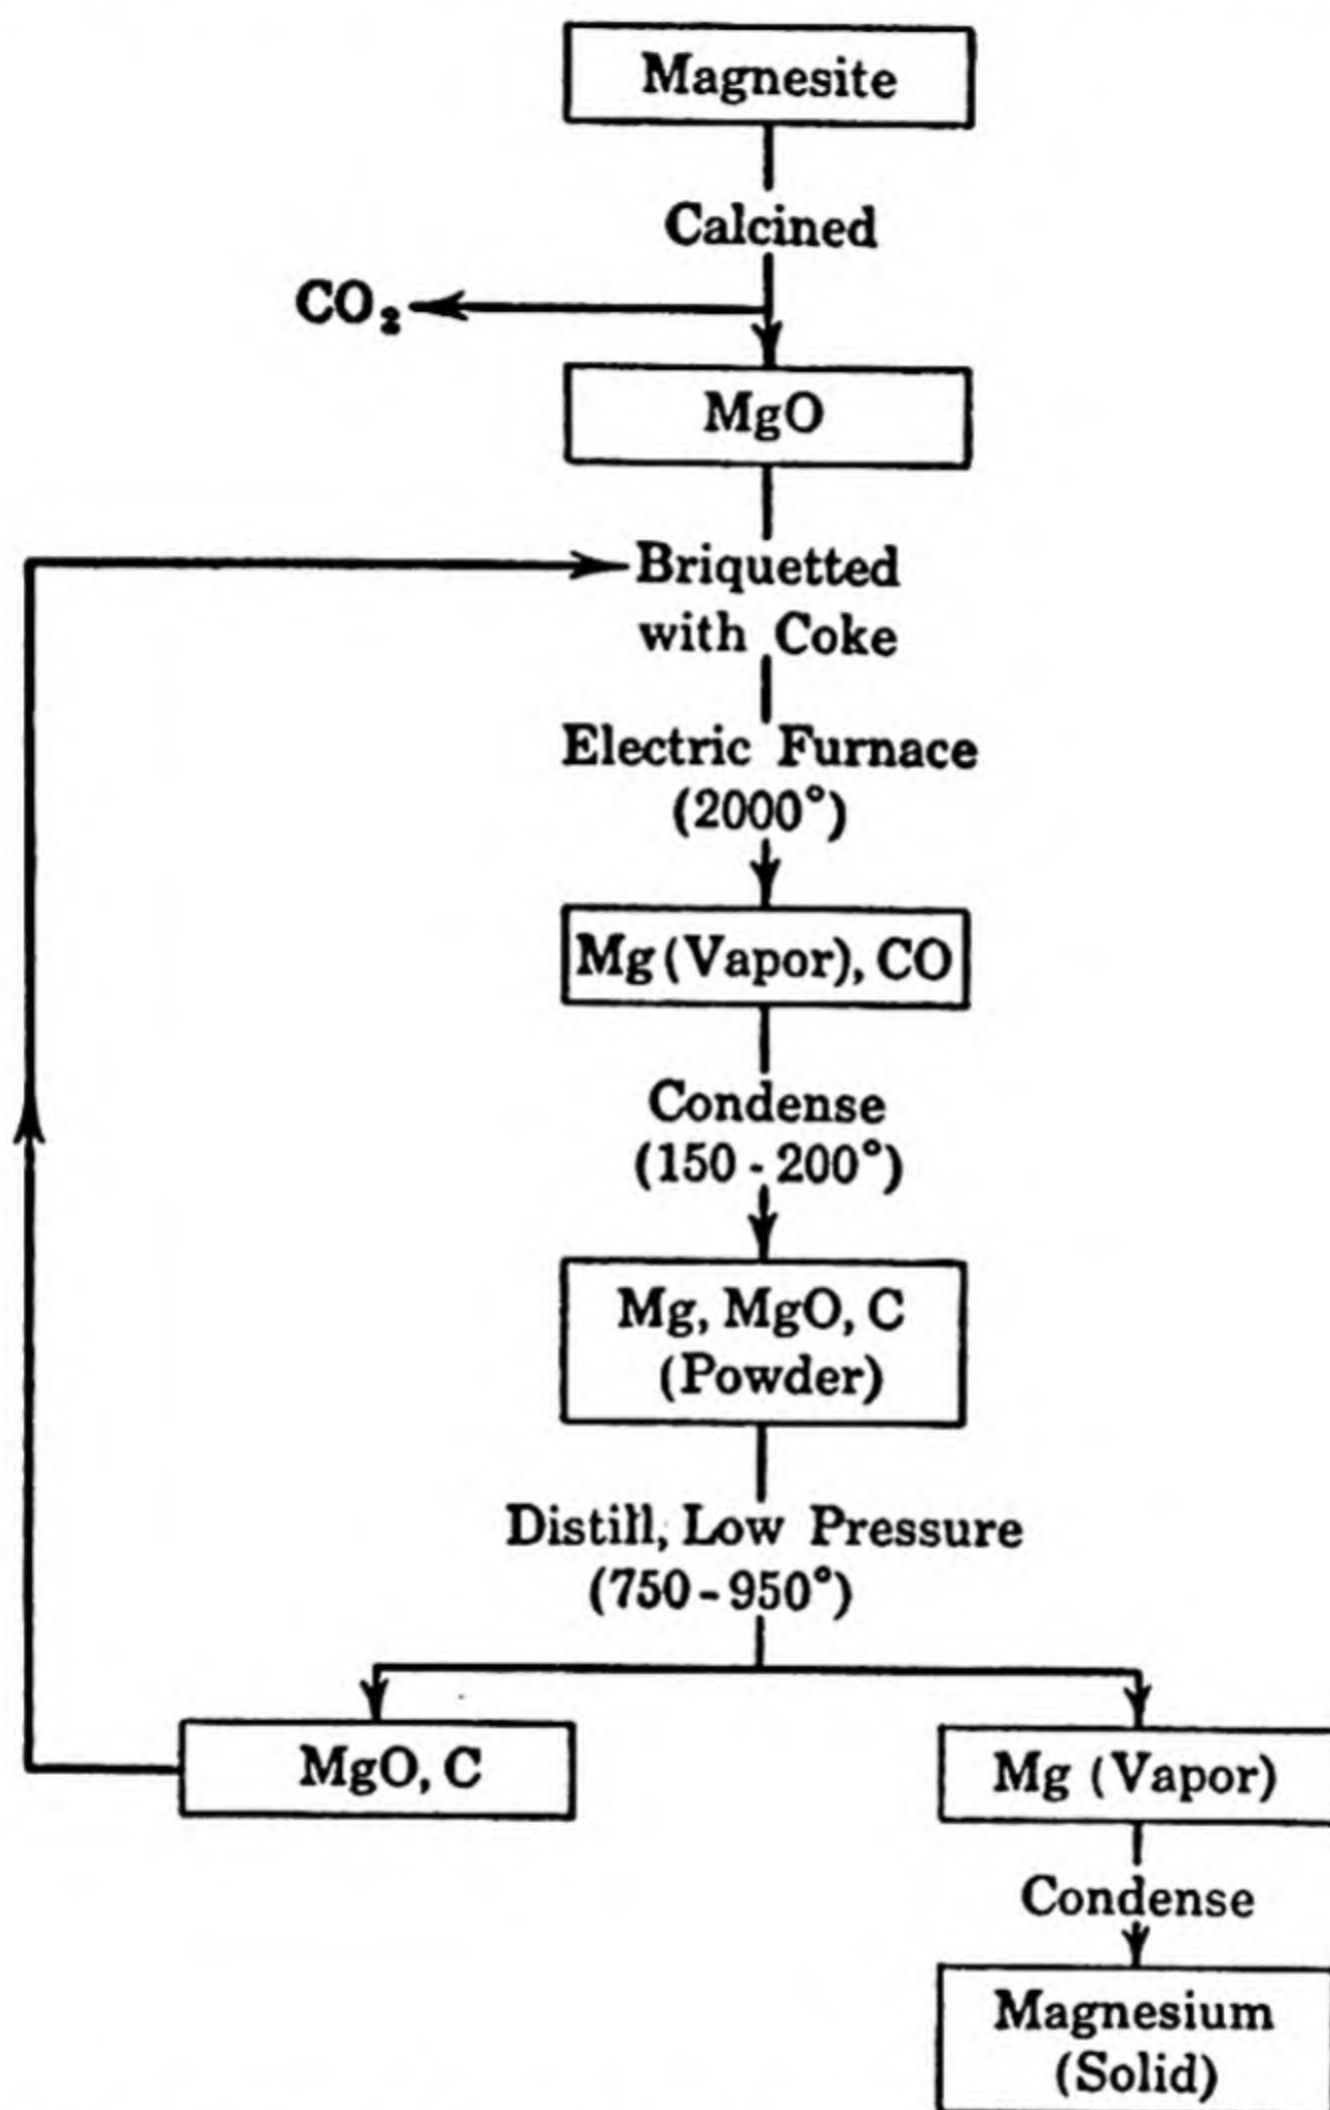 Magnesite
Calcined
CO₂
MgO
Briquetted
with Coke
Electric Furnace
(2000°)
Mg (Vapor), CO
Condense
(150 - 200°)
Mg, MgO, C
(Powder)
Distill, Low Pressure
(750 - 950°)
MgO, C
Mg (Vapor)
Condense
Magnesium
(Solid)